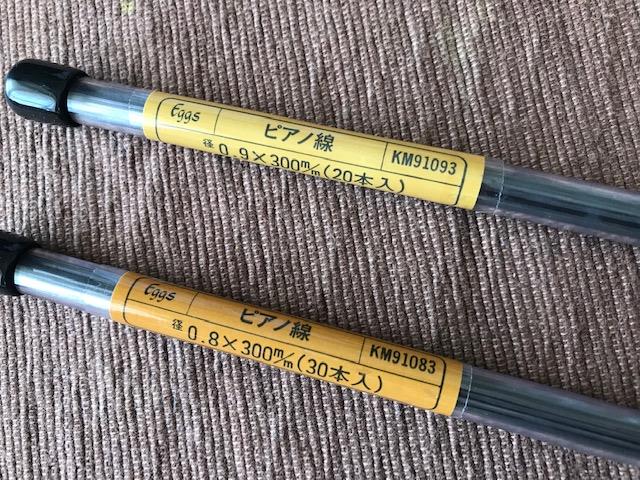 Eggs
ピアノ線
KM91093
径 0.9×300m/m(20本入)
Eggs
ピアノ線
KM91083
径 0.8×300m/m(30本入)